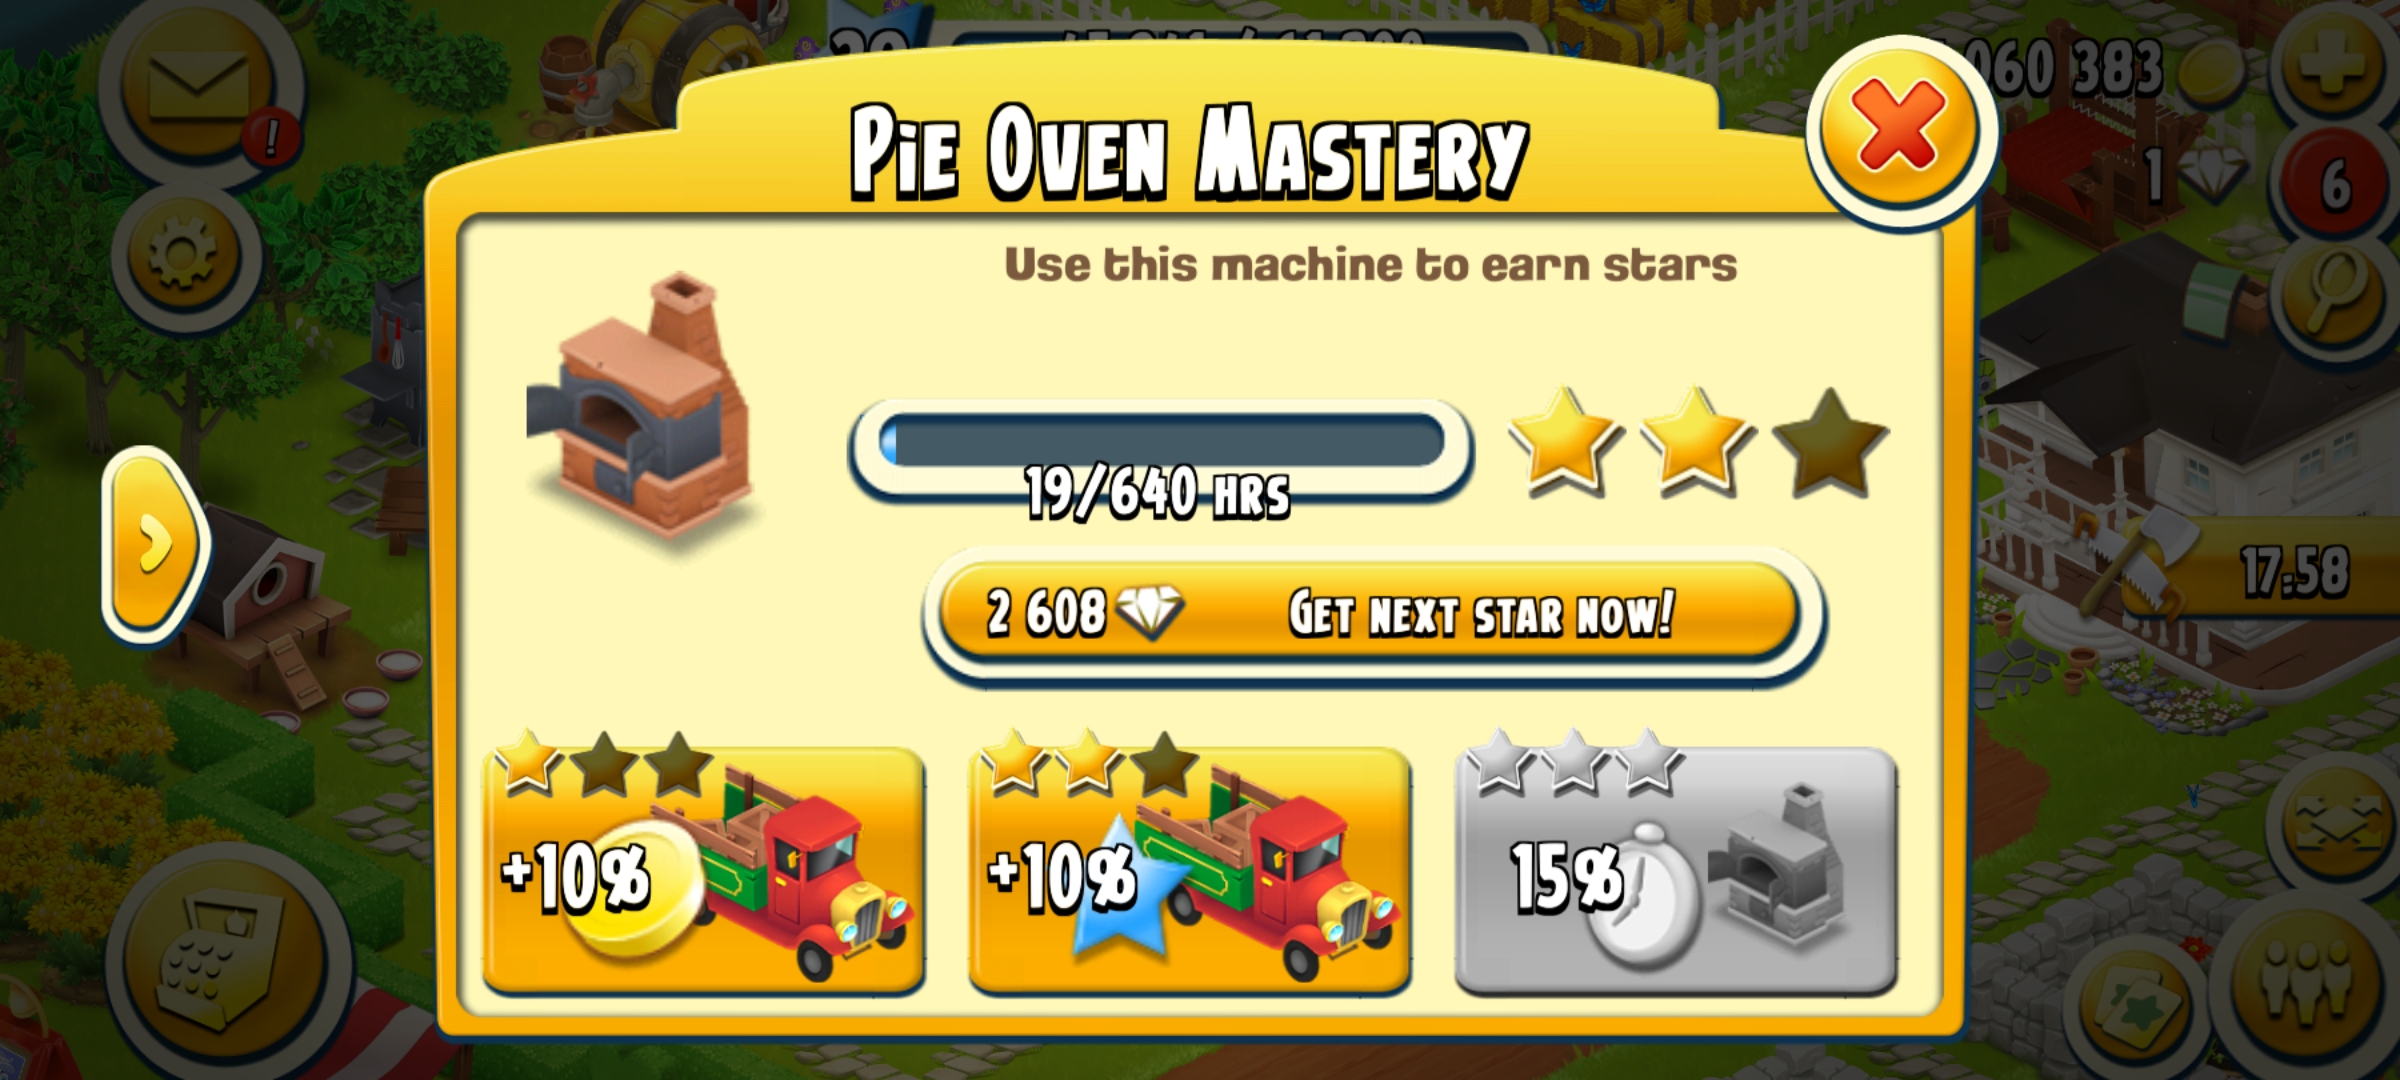 Pie Oven Mastery
060 383
!
1
6
Use this machine to earn stars
19/640 hrs
17:58
2 608
Get next star now!
+10%
+10%
15%